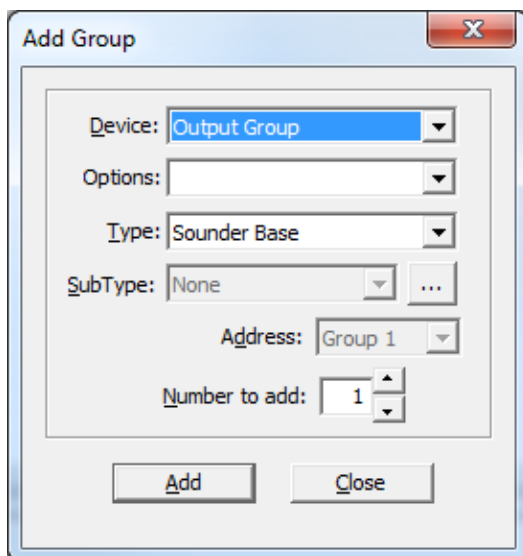 Add Group
Device: Output Group
Options:
Type: Sounder Base
SubType: None ...
Address: Group 1
Number to add: 1
Add Close